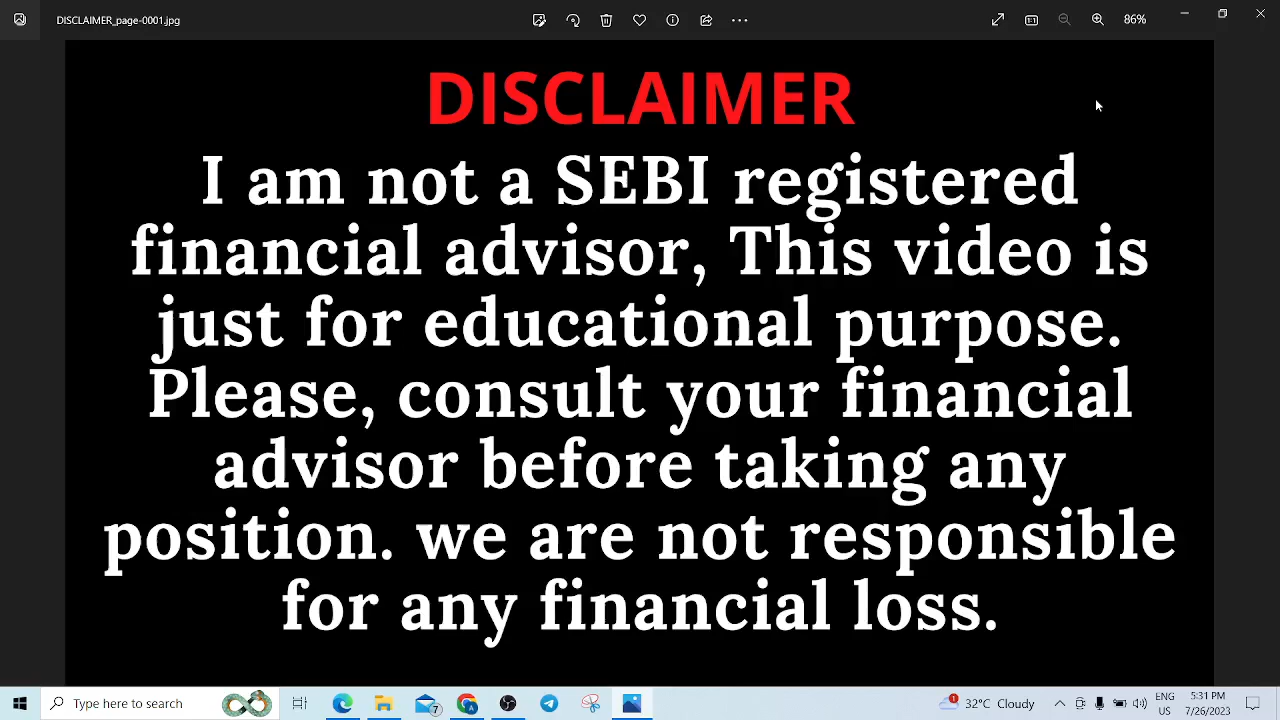 DISCLAIMER_page-0001.jpg
86%
DISCLAIMER
I am not a SEBI registered
financial advisor, This video is
just for educational purpose.
Please, consult your financial
advisor before taking any
position. we are not responsible
for any financial loss.
Type here to search
7
A
1
32°C Cloudy
ENG
US
5:31 PM
7/26/2023